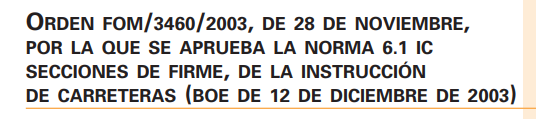 ORDEN FOM/3460/2003, DE 28 DE NOVIEMBRE,
POR LA QUE SE APRUEBA LA NORMA 6.1 IC
SECCIONES DE FIRME, DE LA INSTRUCCIÓN
DE CARRETERAS (BOE DE 12 DE DICIEMBRE DE 2003)